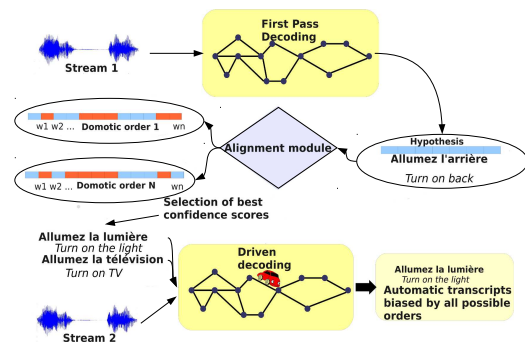 First Pass
Decoding
Stream 1
w1 w2 ... Domotic order 1 wn
Alignment module
Hypothesis
Allumez l'arrière
Turn on back
w1 w2 ... Domotic order N wn
Selection of best
confidence scores
Allumez la lumière
Turn on the light
Allumez la télévision
Turn on TV
Driven
decoding
Allumez la lumière
Turn on the light
Automatic transcripts
biased by all possible
orders
Stream 2